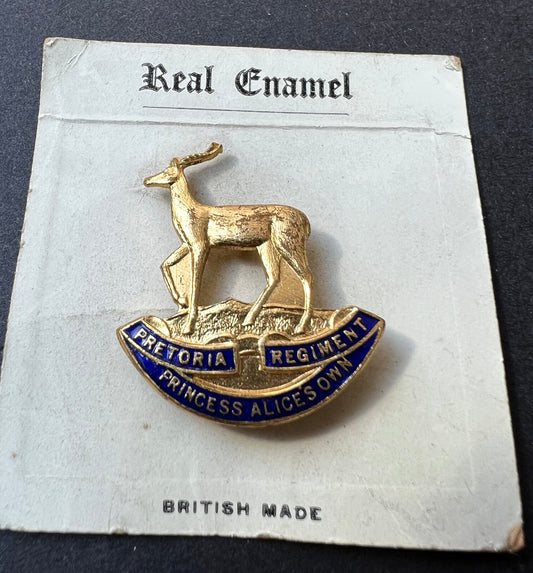 Real Enamel
PRETORIA REGIMENT
PRINCESS ALICES OWN
BRITISH MADE